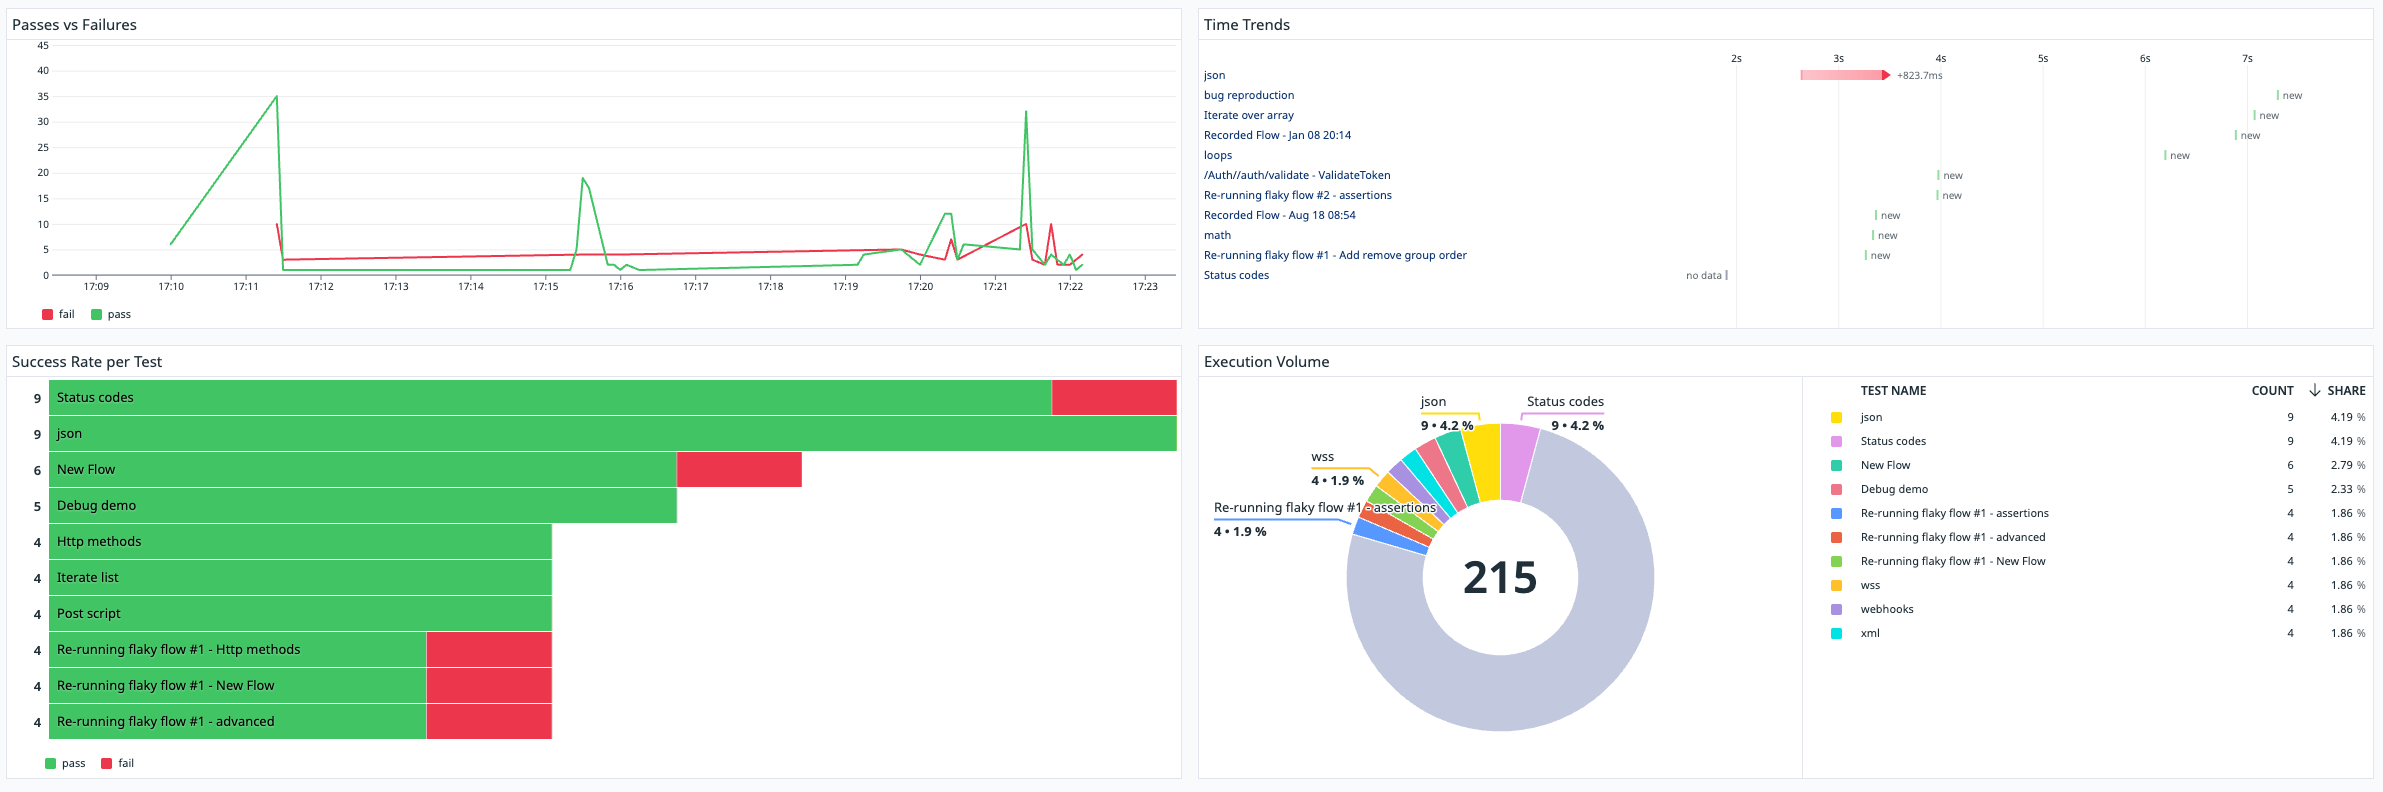 Passes vs Failures
45
40
35
30
25
20
15
10
5
0
17:09 17:10 17:11 17:12 17:13 17:14 17:15 17:16 17:17 17:18 17:19 17:20 17:21 17:22 17:23
fail pass
Time Trends
2s 3s 4s 5s 6s 7s
json +823.7ms
bug reproduction new
Iterate over array new
Recorded Flow - Jan 08 20:14 new
loops new
/Auth//auth/validate - ValidateToken new
Re-running flaky flow #2 - assertions new
Recorded Flow - Aug 18 08:54 new
math new
Re-running flaky flow #1 - Add remove group order new
Status codes no data
Success Rate per Test
9 Status codes
9 json
6 New Flow
5 Debug demo
4 Http methods
4 Iterate list
4 Post script
4 Re-running flaky flow #1 - Http methods
4 Re-running flaky flow #1 - New Flow
4 Re-running flaky flow #1 - advanced
pass fail
Execution Volume
json
9 • 4.2 %
Status codes
9 • 4.2 %
wss
4 • 1.9 %
Re-running flaky flow #1 - assertions
4 • 1.9 %
215
TEST NAME COUNT ↓ SHARE
json 9 4.19 %
Status codes 9 4.19 %
New Flow 6 2.79 %
Debug demo 5 2.33 %
Re-running flaky flow #1 - assertions 4 1.86 %
Re-running flaky flow #1 - advanced 4 1.86 %
Re-running flaky flow #1 - New Flow 4 1.86 %
wss 4 1.86 %
webhooks 4 1.86 %
xml 4 1.86 %